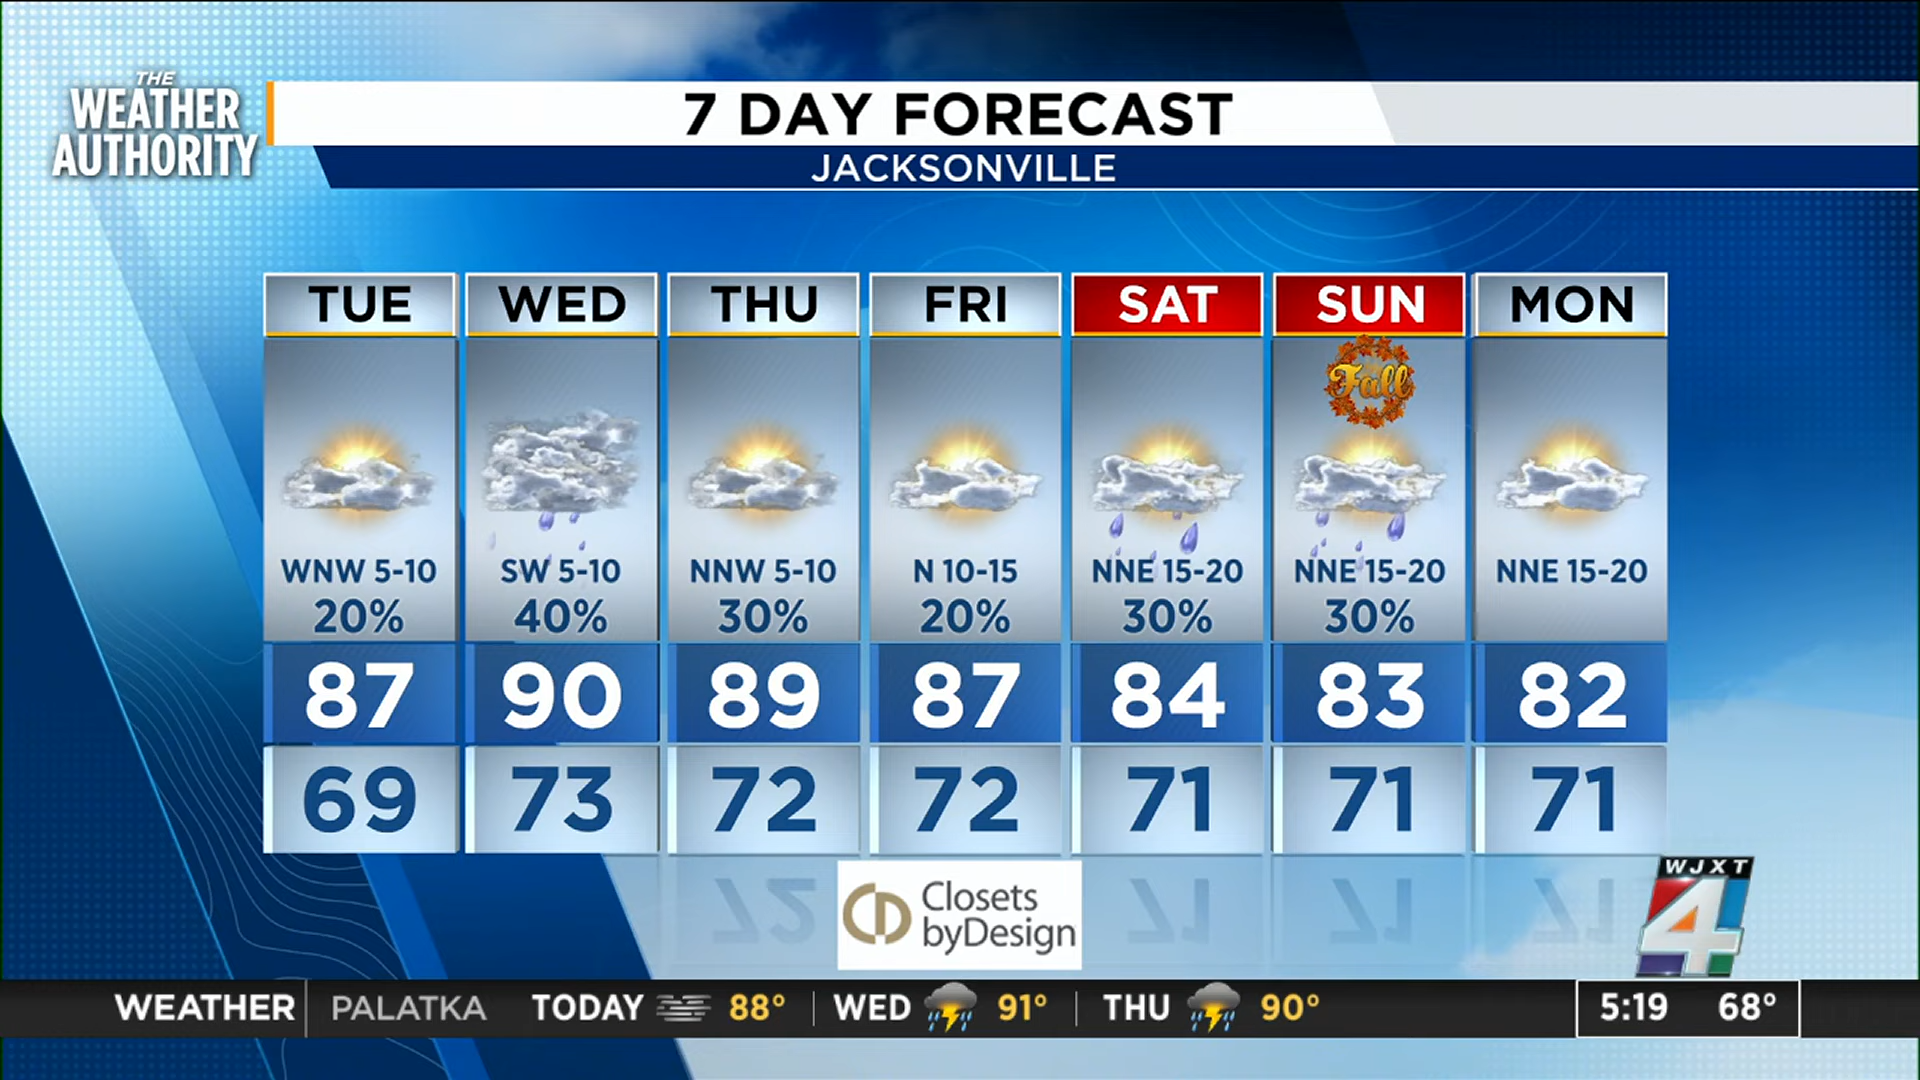 THE
WEATHER
AUTHORITY
7 DAY FORECAST
JACKSONVILLE
TUE WED THU FRI SAT SUN MON
Fall
WNW 5-10 SW 5-10 NNW 5-10 N 10-15 NNE 15-20 NNE 15-20 NNE 15-20
20% 40% 30% 20% 30% 30%
87 90 89 87 84 83 82
69 73 72 72 71 71 71
Closets
byDesign
WJXT
4
WEATHER PALATKA TODAY 88° WED 91° THU 90° 5:19 68°